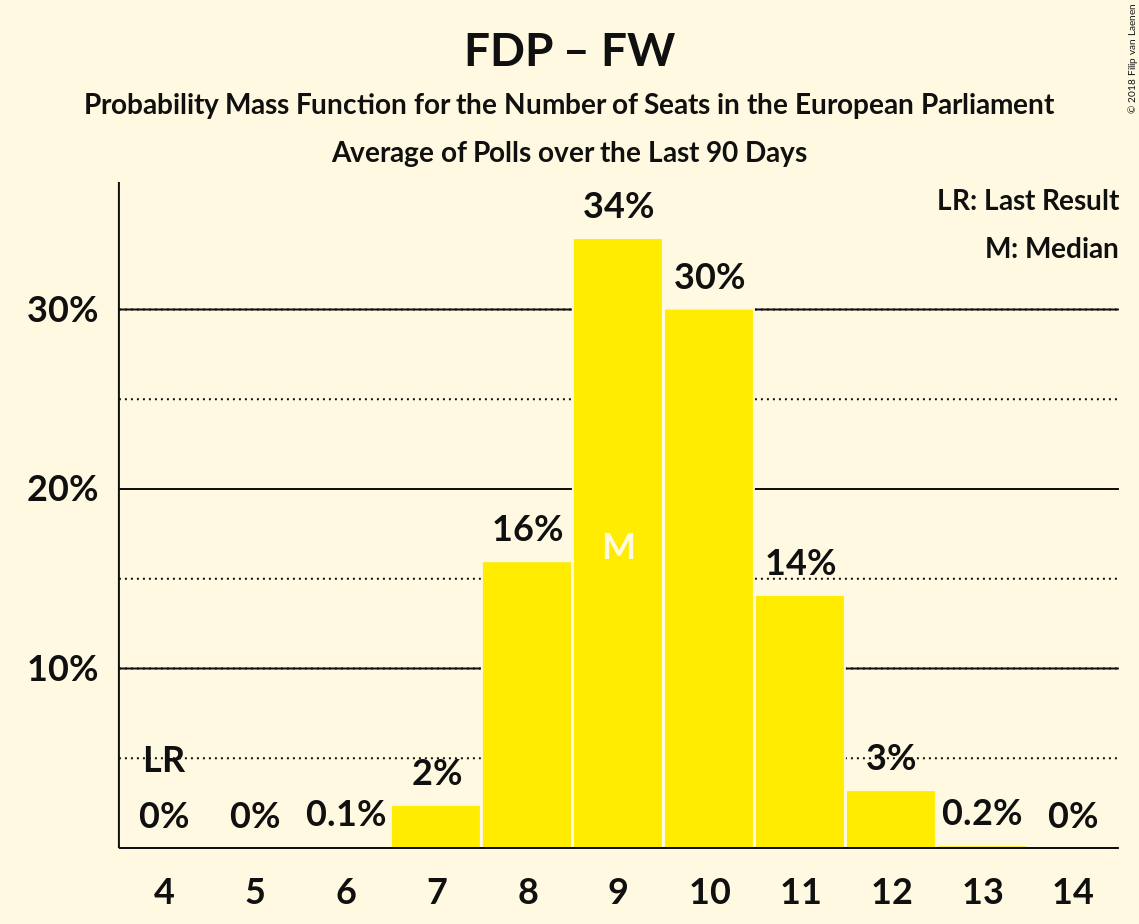 FDP – FW
Probability Mass Function for the Number of Seats in the European Parliament
Average of Polls over the Last 90 Days
© 2018 Filip van Laenen
LR: Last Result
M: Median
34%
30%
30%
20%
16%
M
14%
10%
LR
2%
3%
0%
0%
0.1%
0.2%
0%
4 5 6 7 8 9 10 11 12 13 14